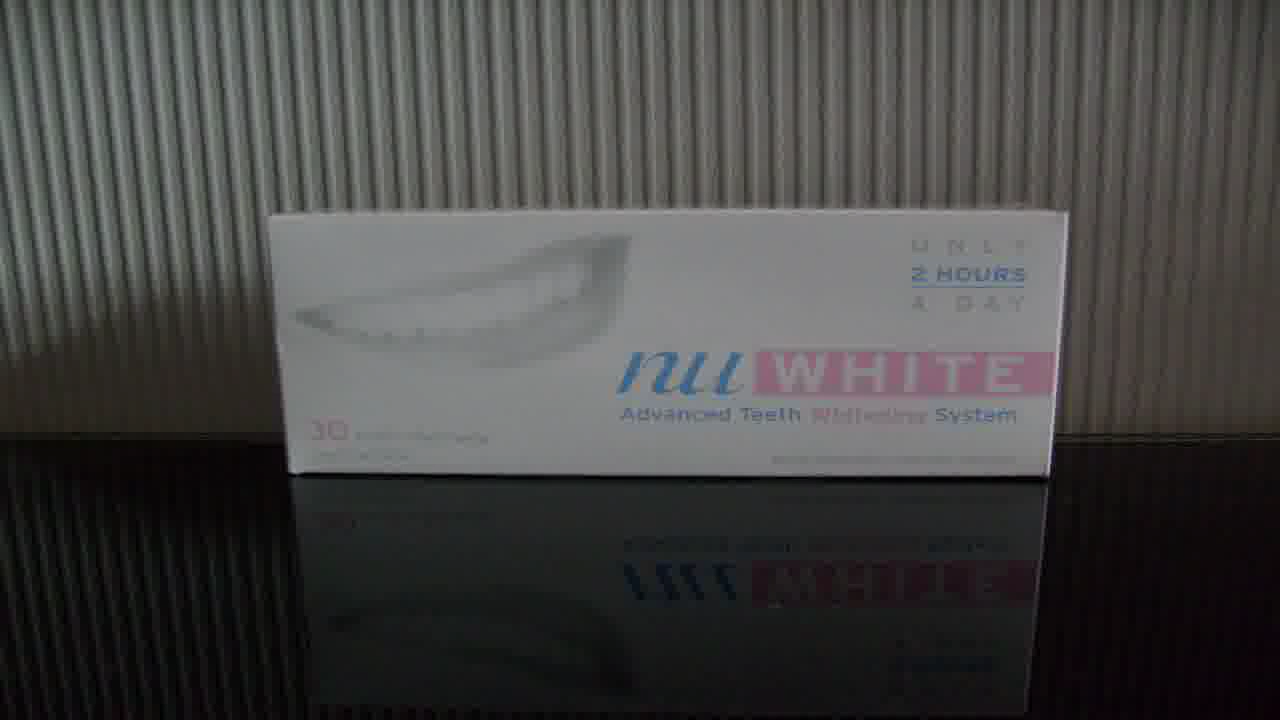 ONLY
2 HOURS
A DAY
nu WHITE
Advanced Teeth Whitening System
30